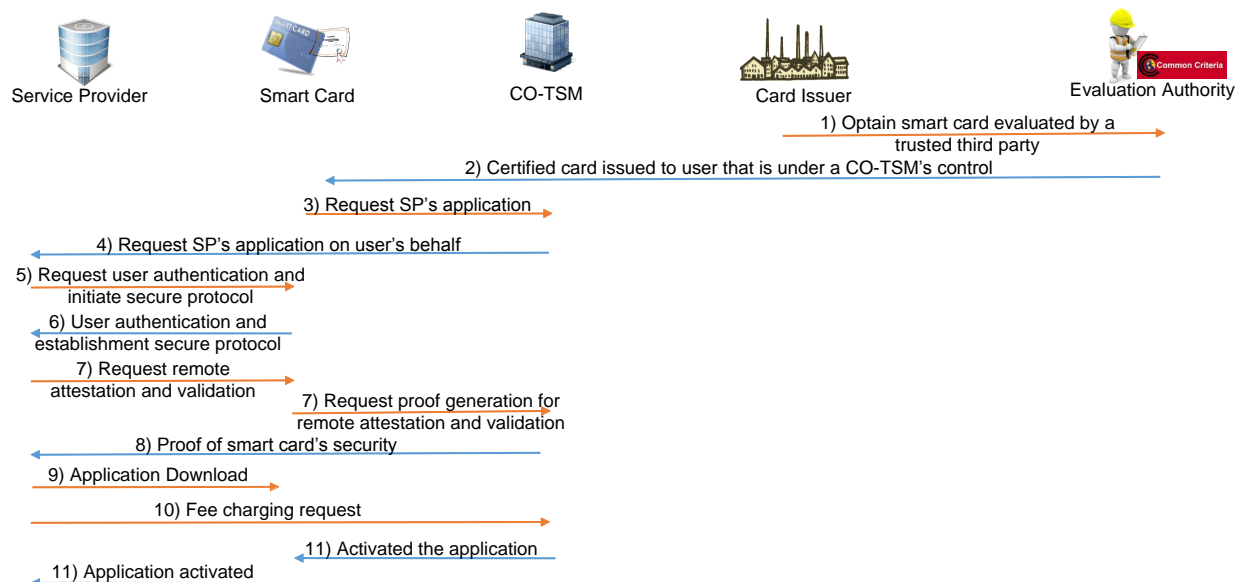 SMART CARD
Common Criteria
Service Provider
Smart Card
CO-TSM
Card Issuer
Evaluation Authority
1) Optain smart card evaluated by a
trusted third party
2) Certified card issued to user that is under a CO-TSM's control
3) Request SP's application
4) Request SP's application on user's behalf
5) Request user authentication and
initiate secure protocol
6) User authentication and
establishment secure protocol
7) Request remote
attestation and validation
7) Request proof generation for
remote attestation and validation
8) Proof of smart card's security
9) Application Download
10) Fee charging request
11) Activated the application
11) Application activated